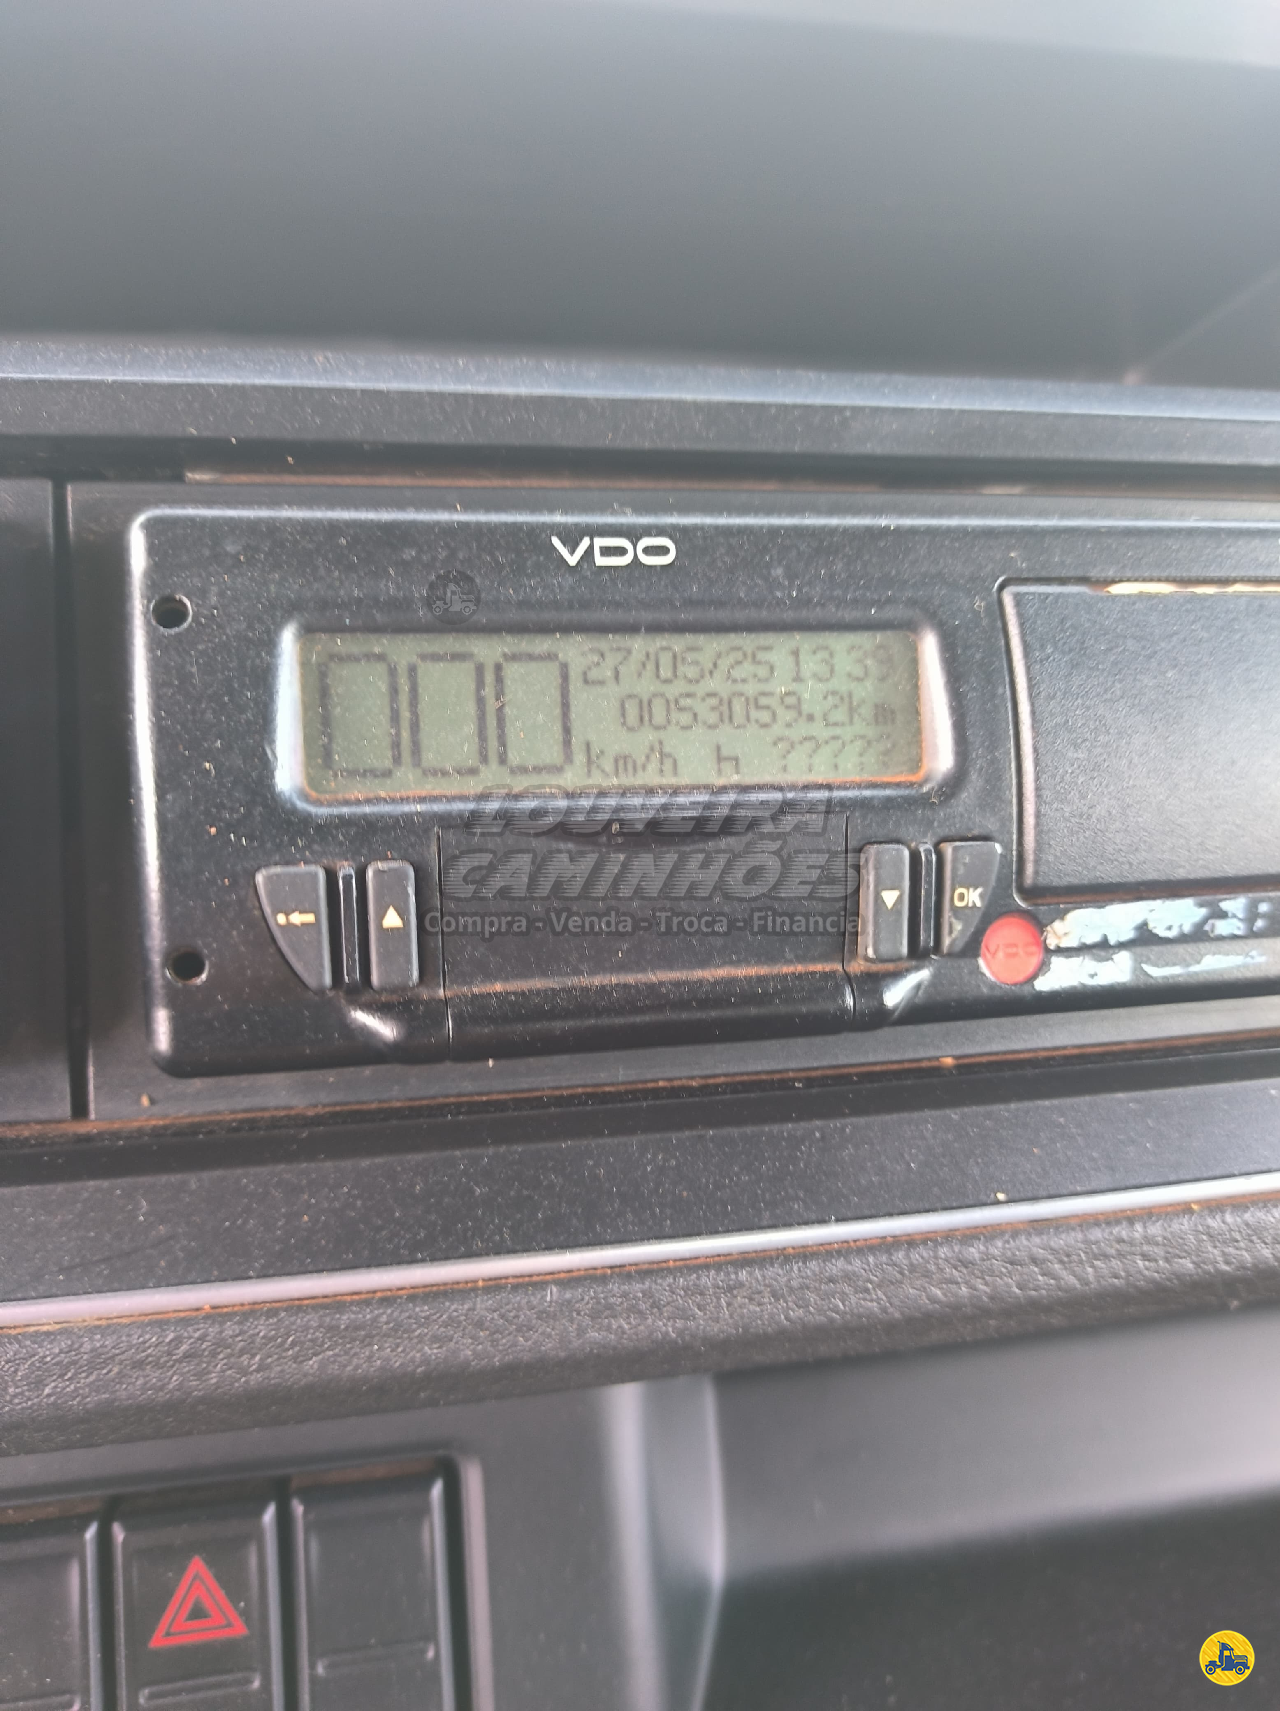 VDO
000
27/05/25 13 39
0053059.2km
km/h ?????
LOUVEIRA
CAMINHÕES
Compra - Venda - Troca - Financia
OK
VDO